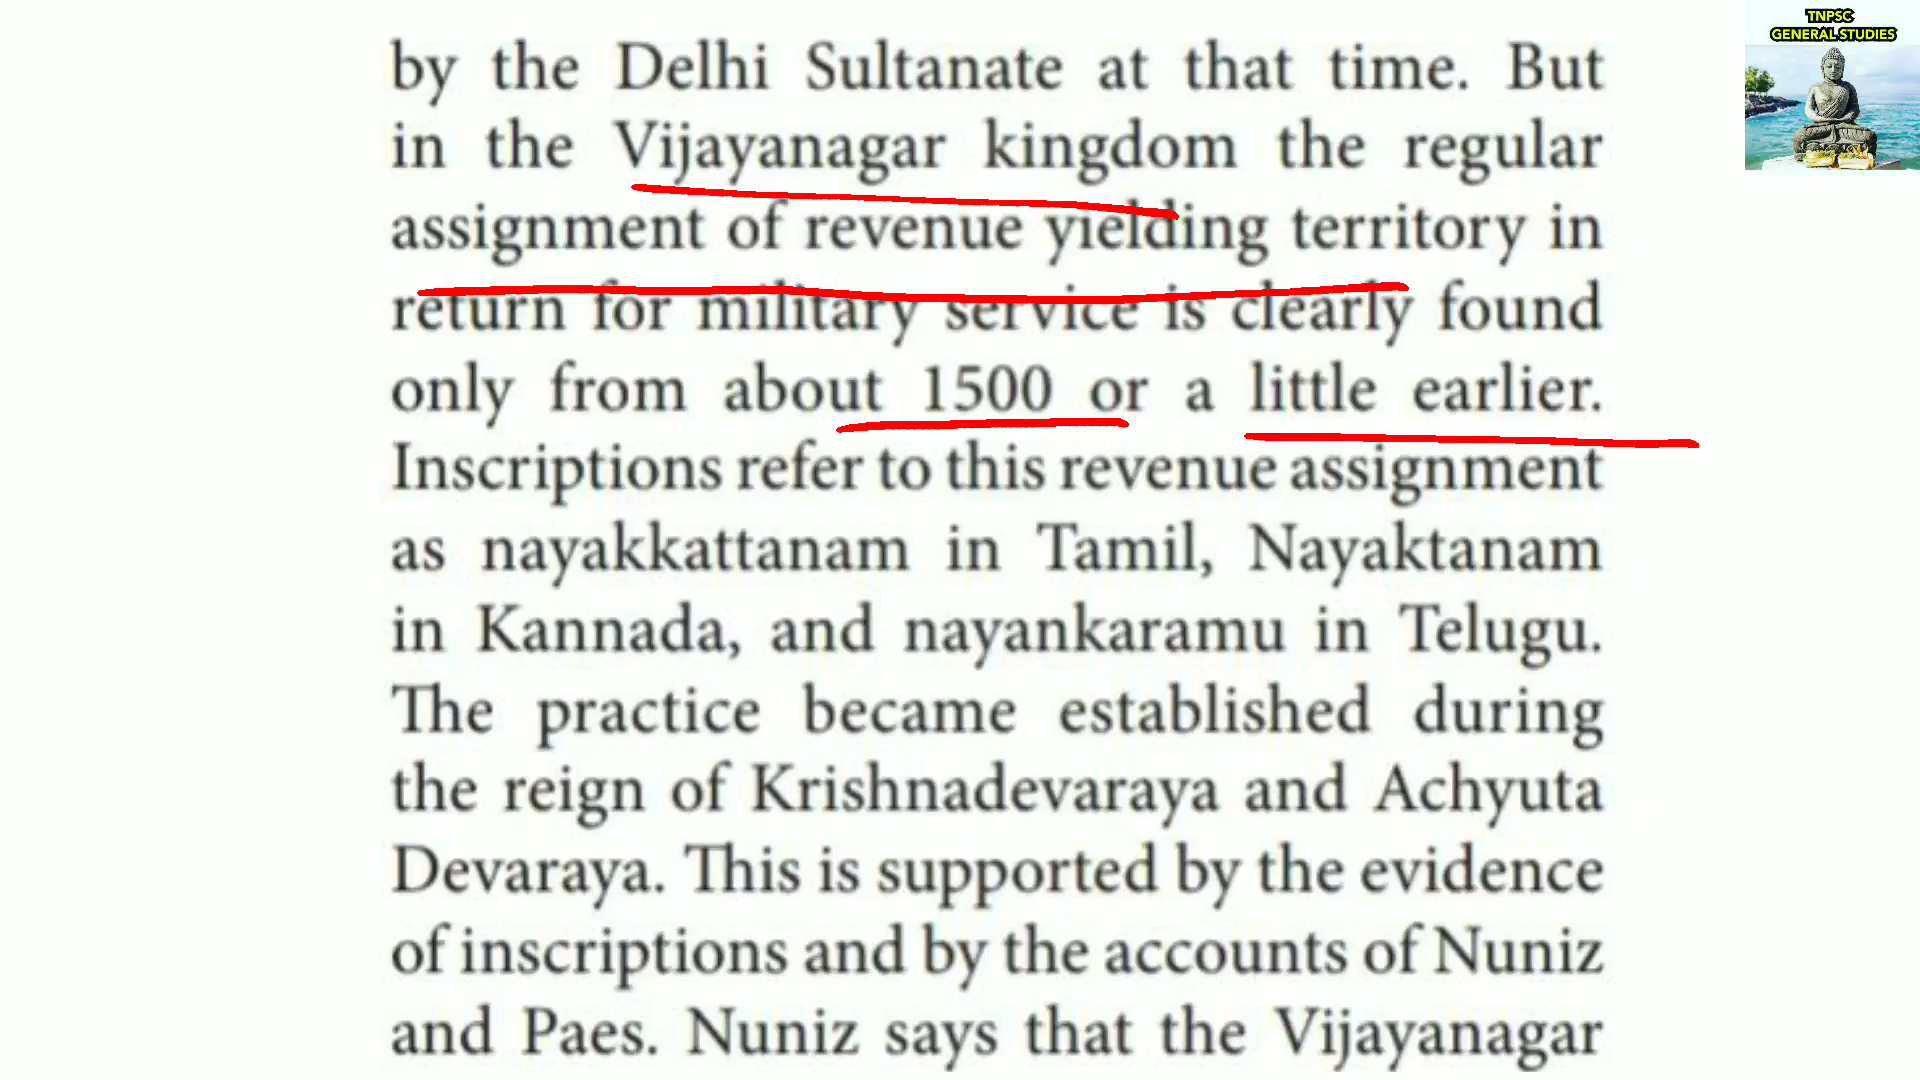 TNPSC
GENERAL STUDIES
by the Delhi Sultanate at that time. But
in the Vijayanagar kingdom the regular
assignment of revenue yielding territory in
return for military service is clearly found
only from about 1500 or a little earlier.
Inscriptions refer to this revenue assignment
as nayakkattanam in Tamil, Nayaktanam
in Kannada, and nayankaramu in Telugu.
The practice became established during
the reign of Krishnadevaraya and Achyuta
Devaraya. This is supported by the evidence
of inscriptions and by the accounts of Nuniz
and Paes. Nuniz says that the Vijayanagar